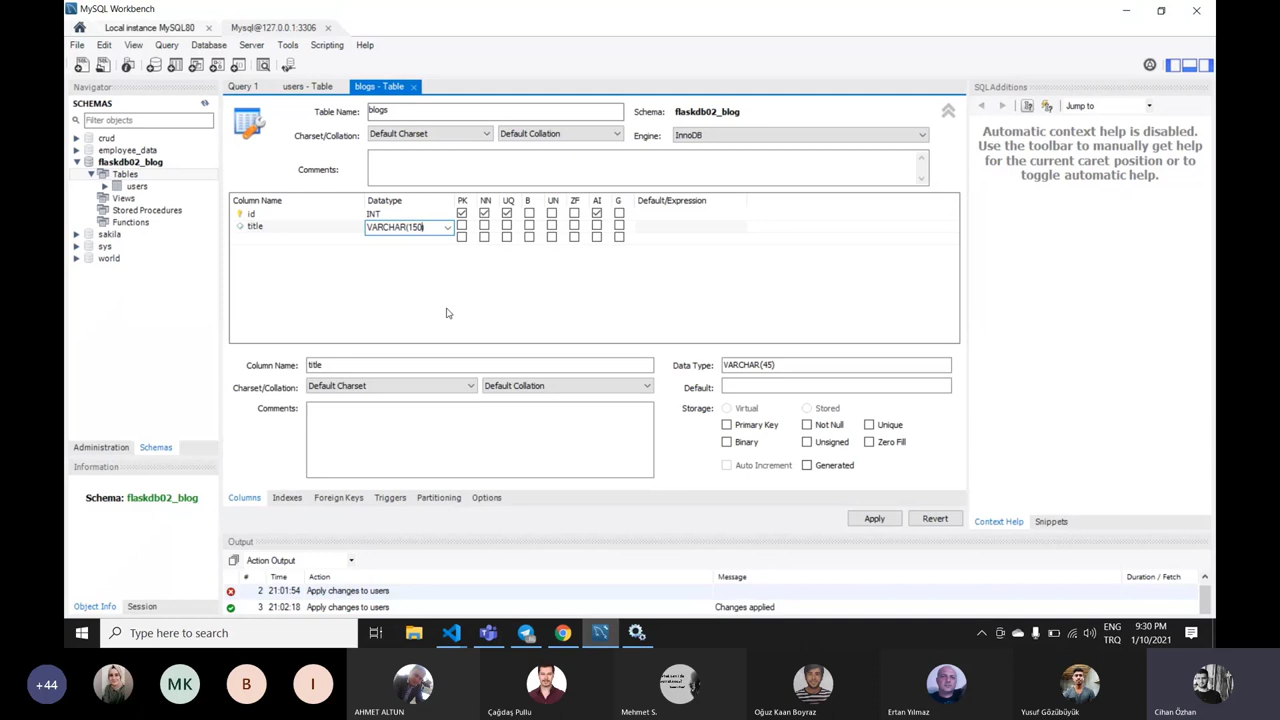 MySQL Workbench
Local instance MySQL80 × Mysql@127.0.0.1:3306 ×
File Edit View Query Database Server Tools Scripting Help
Navigator
SCHEMAS
Filter objects
crud
employee_data
flaskdb02_blog
Tables
users
Views
Stored Procedures
Functions
sakila
sys
world
Administration Schemas
Information
Schema: flaskdb02_blog
Object Info Session
Query 1 users - Table blogs - Table ×
Table Name: blogs Schema: flaskdb02_blog
Charset/Collation: Default Charset Default Collation Engine: InnoDB
Comments:
Column Name Datatype PK NN UQ B UN ZF AI G Default/Expression
id INT
title VARCHAR(150)
Column Name: title Data Type: VARCHAR(45)
Charset/Collation: Default Charset Default Collation Default:
Comments: Storage: Virtual Stored
Primary Key Not Null Unique
Binary Unsigned Zero Fill
Auto Increment Generated
Columns Indexes Foreign Keys Triggers Partitioning Options
Apply Revert
Output
Action Output
# Time Action Message Duration / Fetch
2 21:01:54 Apply changes to users
3 21:02:18 Apply changes to users Changes applied
SQLAdditions
Jump to
Automatic context help is disabled.
Use the toolbar to manually get help
for the current caret position or to
toggle automatic help.
Context Help Snippets
Type here to search
ENG 9:30 PM
TRQ 1/10/2021
+44 MK B I
AHMET ALTUN Çağdaş Pullu Mehmet S. Oğuz Kaan Boyraz Ertan Yılmaz Yusuf Gözübüyük Cihan Özhan